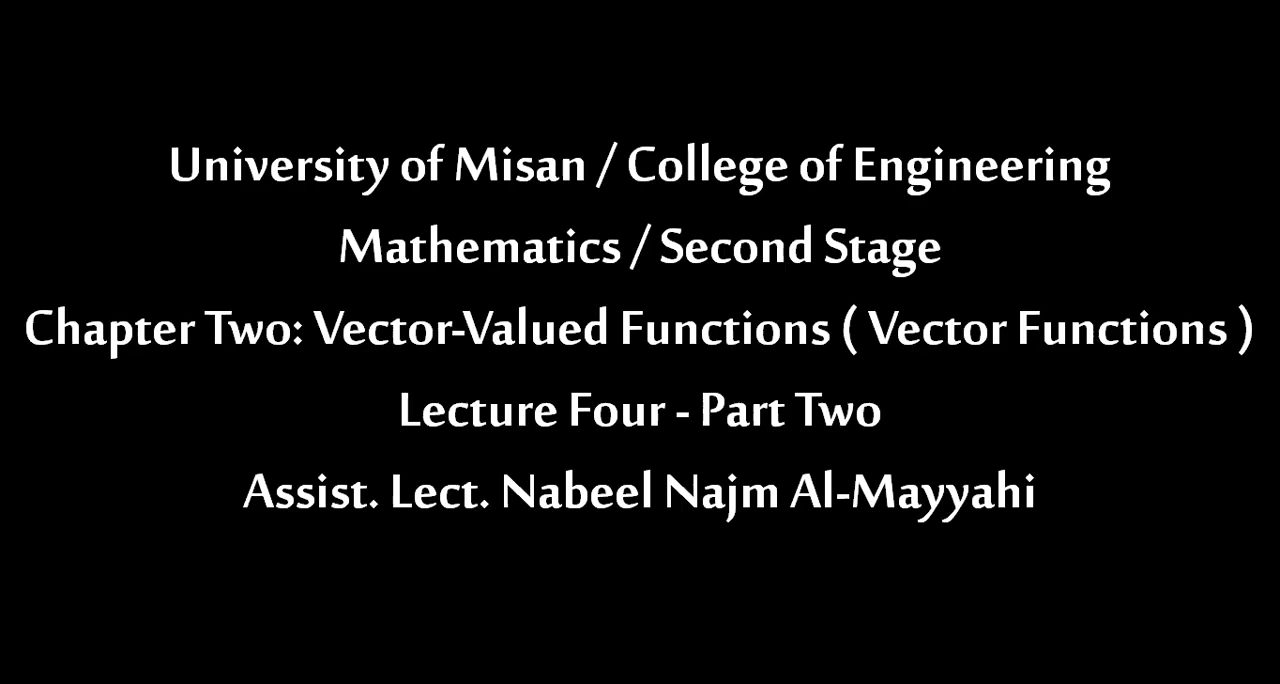 University of Misan / College of Engineering
Mathematics / Second Stage
Chapter Two: Vector-Valued Functions ( Vector Functions )
Lecture Four - Part Two
Assist. Lect. Nabeel Najm Al-Mayyahi